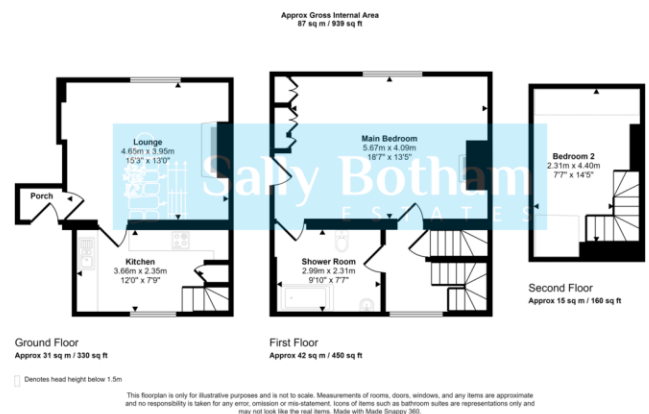 Approx Gross Internal Area
87 sq m / 939 sq ft
Lounge
4.65m x 3.95m
15'3" x 13'0"
Porch
Kitchen
3.66m x 2.35m
12'0" x 7'9"
Ground Floor
Approx 31 sq m / 330 sq ft
Main Bedroom
5.67m x 4.09m
18'7" x 13'5"
Shower Room
2.99m x 2.31m
9'10" x 7'7"
First Floor
Approx 42 sq m / 450 sq ft
Bedroom 2
2.31m x 4.40m
7'7" x 14'5"
Second Floor
Approx 15 sq m / 160 sq ft
Sally Botham
ESTATES
Denotes head height below 1.5m
This floorplan is only for illustrative purposes and is not to scale. Measurements of rooms, doors, windows, and any items are approximate
and no responsibility is taken for any error, omission or mis-statement. Icons of items such as bathroom suites are representations only and
may not look like the real items. Made with Made Snappy 360.